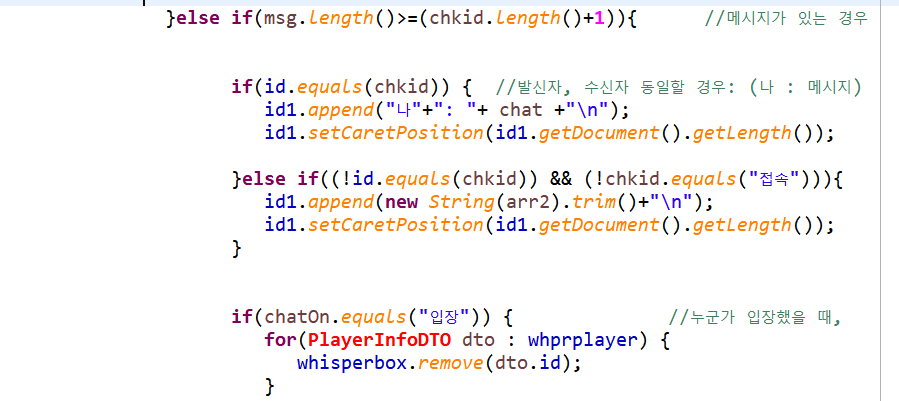 }else if(msg.length()>=(chkid.length()+1)){ //메시지가 있는 경우
if(id.equals(chkid)) { //발신자, 수신자 동일할 경우: (나 : 메시지)
id1.append("나"+": "+ chat +"\n");
id1.setCaretPosition(id1.getDocument().getLength());
}else if((!id.equals(chkid)) && (!chkid.equals("접속"))){
id1.append(new String(arr2).trim()+"\n");
id1.setCaretPosition(id1.getDocument().getLength());
}
if(chatOn.equals("입장")) { //누군가 입장했을 때,
for(PlayerInfoDTO dto : whprplayer) {
whisperbox.remove(dto.id);
}